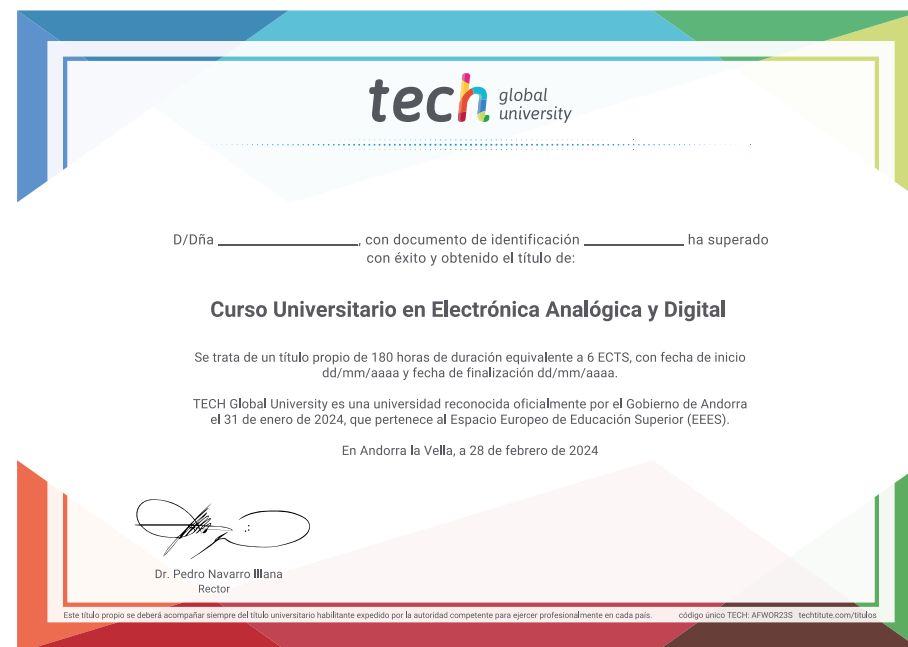 tech global university
D/Dña ____________________, con documento de identificación ______________ ha superado
con éxito y obtenido el título de:
Curso Universitario en Electrónica Analógica y Digital
Se trata de un título propio de 180 horas de duración equivalente a 6 ECTS, con fecha de inicio
dd/mm/aaaa y fecha de finalización dd/mm/aaaa.
TECH Global University es una universidad reconocida oficialmente por el Gobierno de Andorra
el 31 de enero de 2024, que pertenece al Espacio Europeo de Educación Superior (EEES).
En Andorra la Vella, a 28 de febrero de 2024
Dr. Pedro Navarro Illana
Rector
Este título propio se deberá acompañar siempre del título universitario habilitante expedido por la autoridad competente para ejercer profesionalmente en cada país. código único TECH: AFWOR23S techtitute.com/titulos